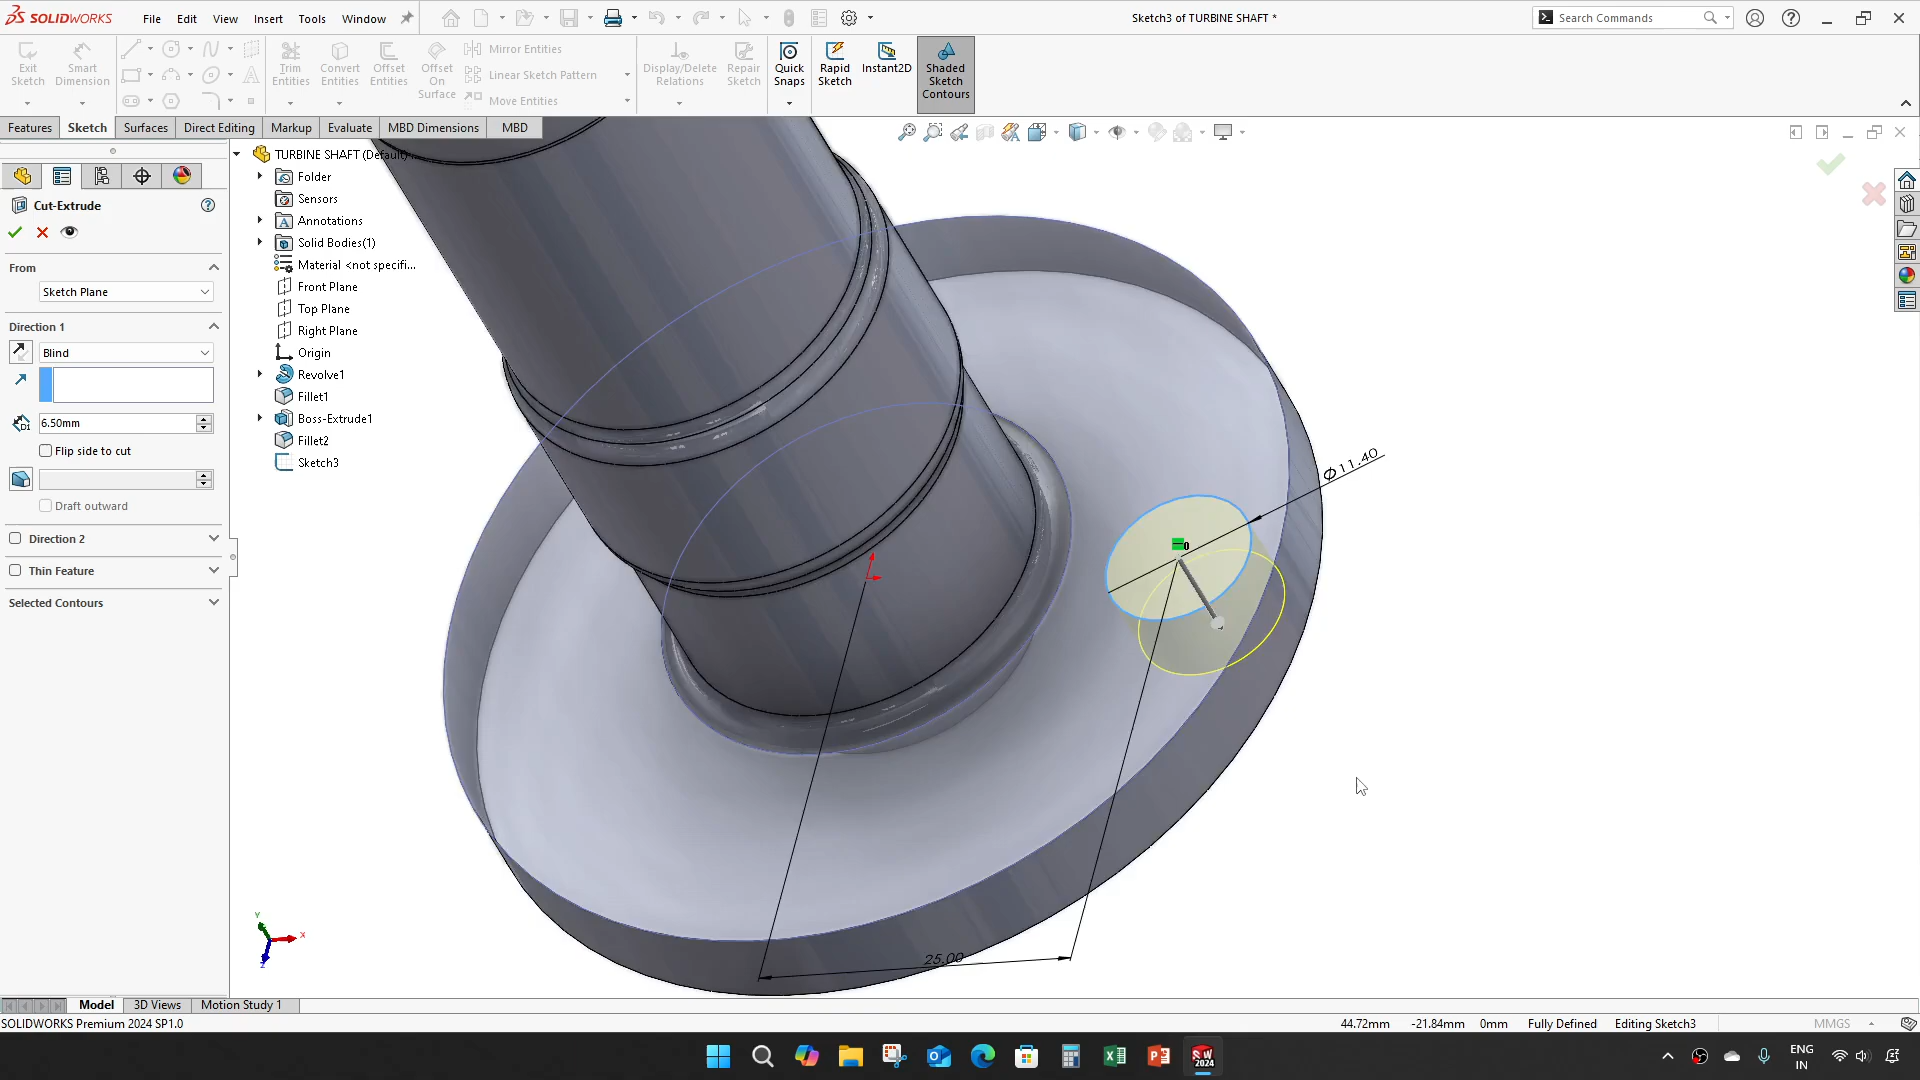 SOLIDWORKS File Edit View Insert Tools Window Sketch3 of TURBINE SHAFT * Search Commands
Exit Sketch
Smart Dimension
Trim Entities
Convert Entities
Offset Entities
Offset On Surface
Mirror Entities
Linear Sketch Pattern
Move Entities
Display/Delete Relations
Repair Sketch
Quick Snaps
Rapid Sketch
Instant2D
Shaded Sketch Contours
Features Sketch Surfaces Direct Editing Markup Evaluate MBD Dimensions MBD
Cut-Extrude
From
Sketch Plane
Direction 1
Blind
D1
6.50mm
Flip side to cut
Draft outward
Direction 2
Thin Feature
Selected Contours
TURBINE SHAFT (Default) ...
Folder
Sensors
Annotations
Solid Bodies(1)
Material <not specifi...
Front Plane
Top Plane
Right Plane
Origin
Revolve1
Fillet1
Boss-Extrude1
Fillet2
Sketch3
Ø11.40
0
25.00
Y
X
Z
Model 3D Views Motion Study 1
SOLIDWORKS Premium 2024 SP1.0 44.72mm -21.84mm 0mm Fully Defined Editing Sketch3 MMGS
SW 2024
ENG
IN